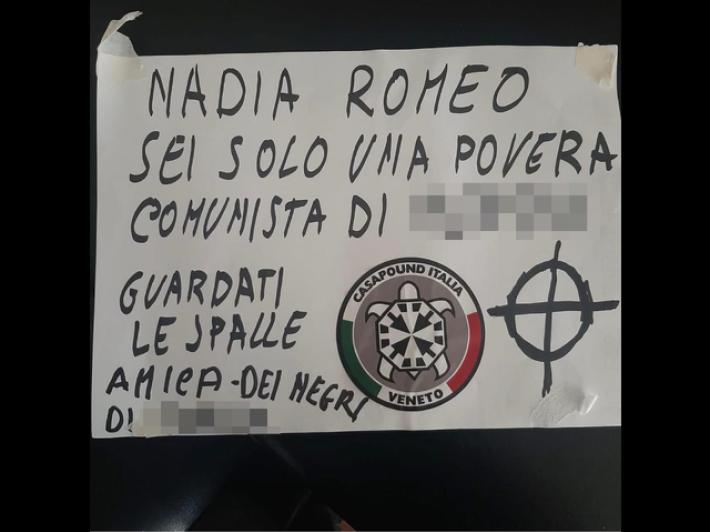 NADIA ROMEO
SEI SOLO UNA POVERA
COMUNISTA DI
GUARDATI
LE SPALLE
AMICA-DEI NEGRI
DI
CASAPOUND ITALIA
VENETO